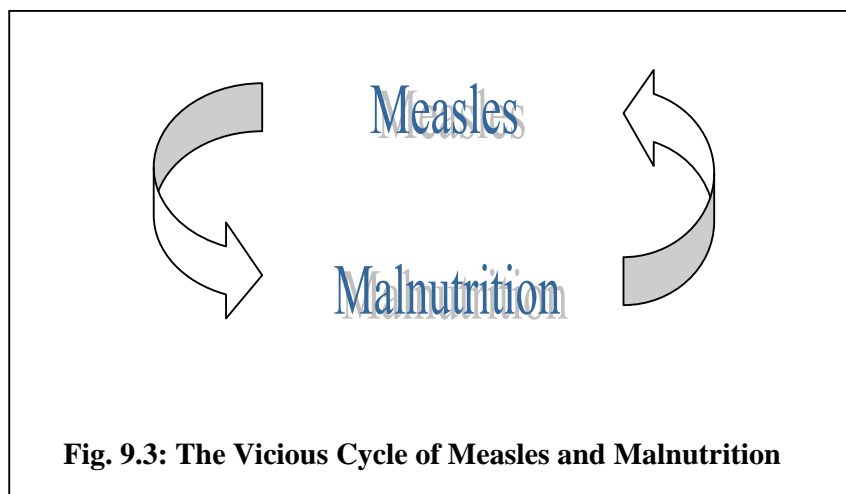 Measles
Malnutrition
Fig. 9.3: The Vicious Cycle of Measles and Malnutrition